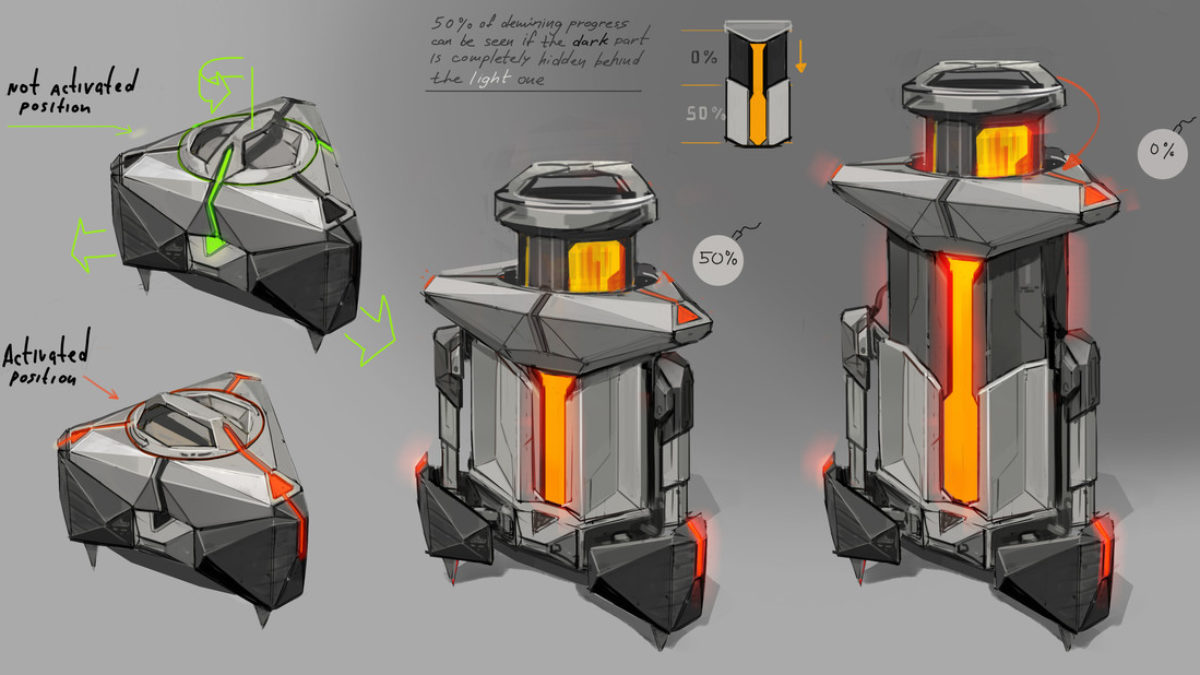 50% of demining progress
can be seen if the dark part
is completely hidden behind
the light one
0%
50%
not activated
position
0%
50%
Activated
position